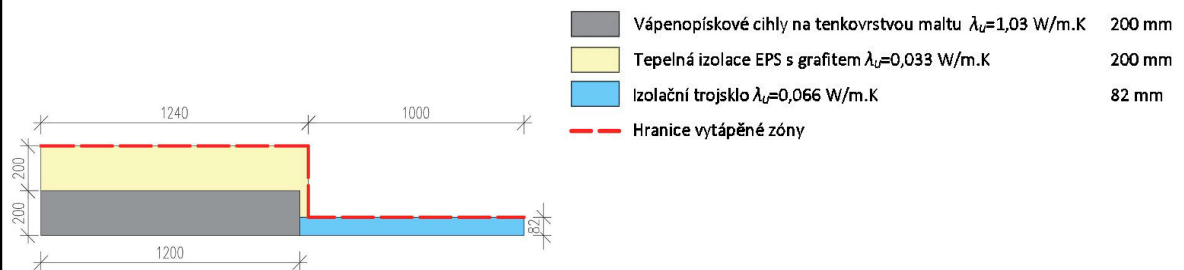 Vápenopískové cihly na tenkovrstvou maltu λU=1,03 W/m.K 200 mm
Tepelná izolace EPS s grafitem λU=0,033 W/m.K 200 mm
Izolační trojsklo λU=0,066 W/m.K 82 mm
Hranice vytápěné zóny
1240 1000
200
200
82
1200